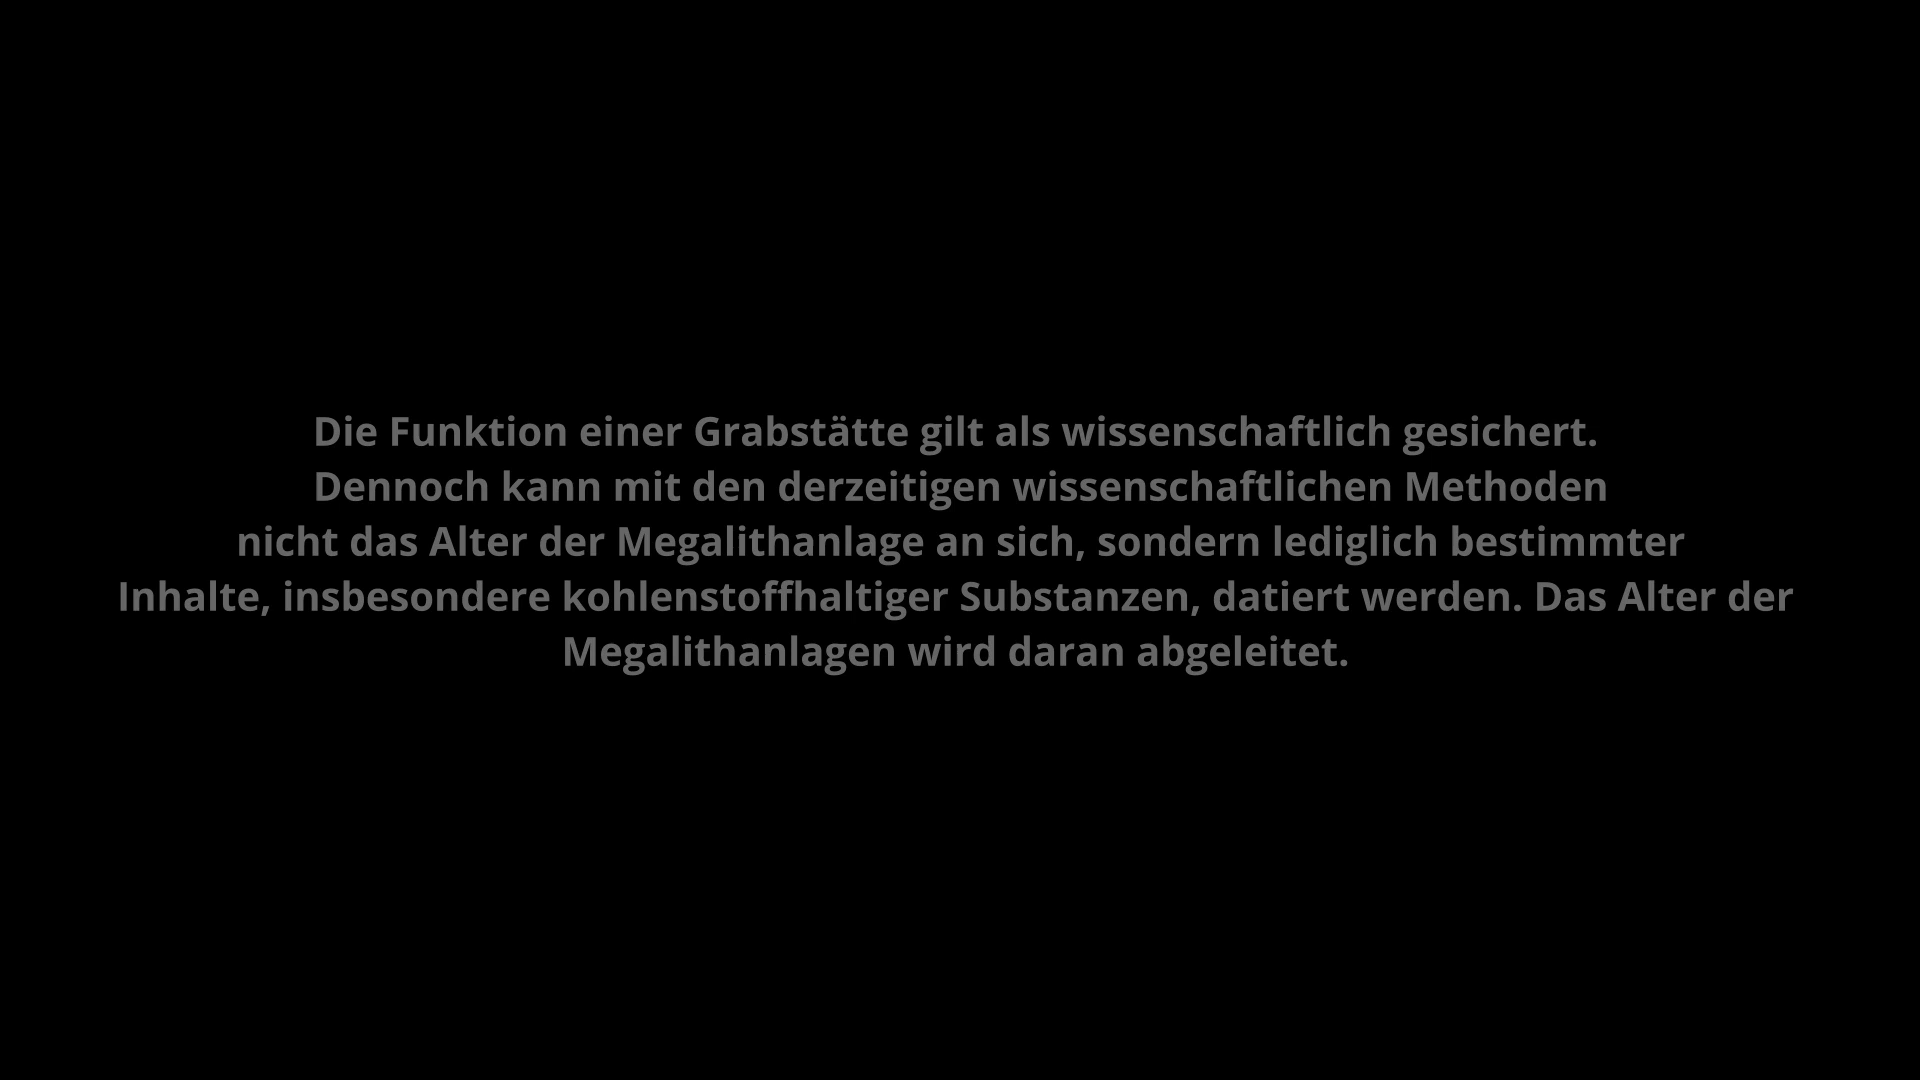 Die Funktion einer Grabstätte gilt als wissenschaftlich gesichert.
Dennoch kann mit den derzeitigen wissenschaftlichen Methoden
nicht das Alter der Megalithanlage an sich, sondern lediglich bestimmter
Inhalte, insbesondere kohlenstoffhaltiger Substanzen, datiert werden. Das Alter der
Megalithanlagen wird daran abgeleitet.